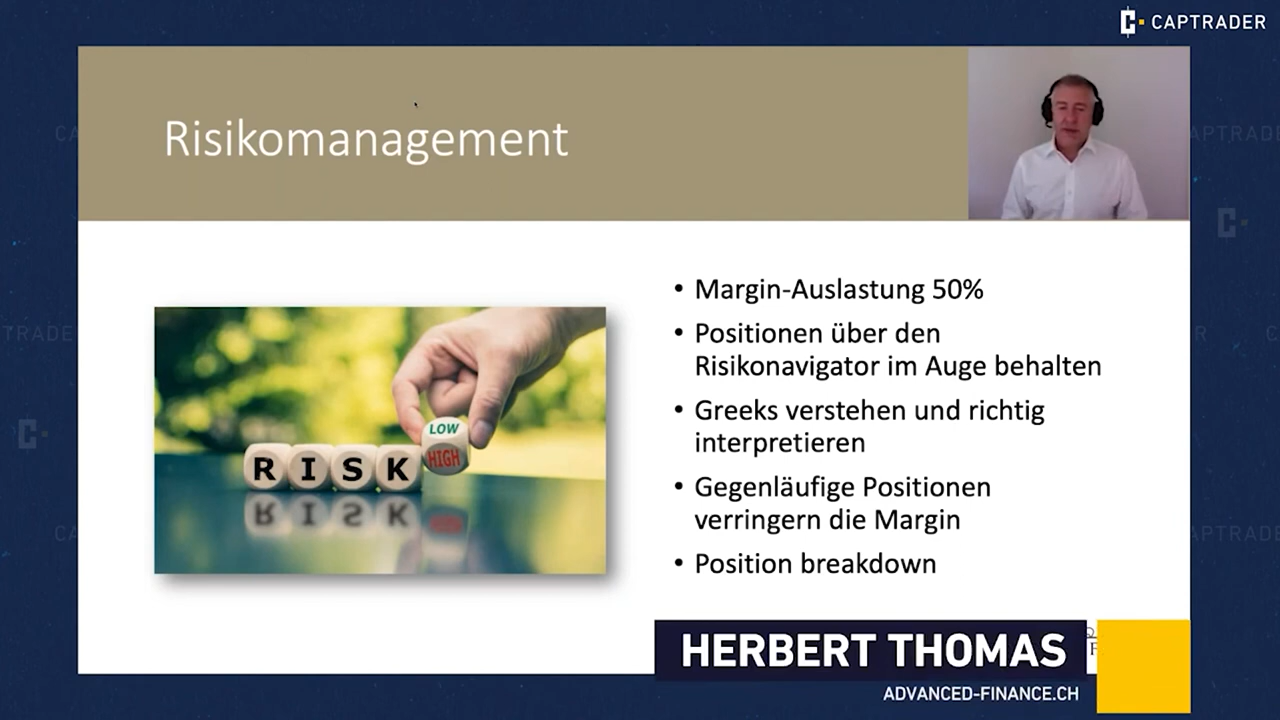 CAPTRADER
Risikomanagement
• Margin-Auslastung 50%
• Positionen über den
Risikonavigator im Auge behalten
• Greeks verstehen und richtig
interpretieren
• Gegenläufige Positionen
verringern die Margin
• Position breakdown
LOW
HIGH
RISK
HERBERT THOMAS
ADVANCED-FINANCE.CH